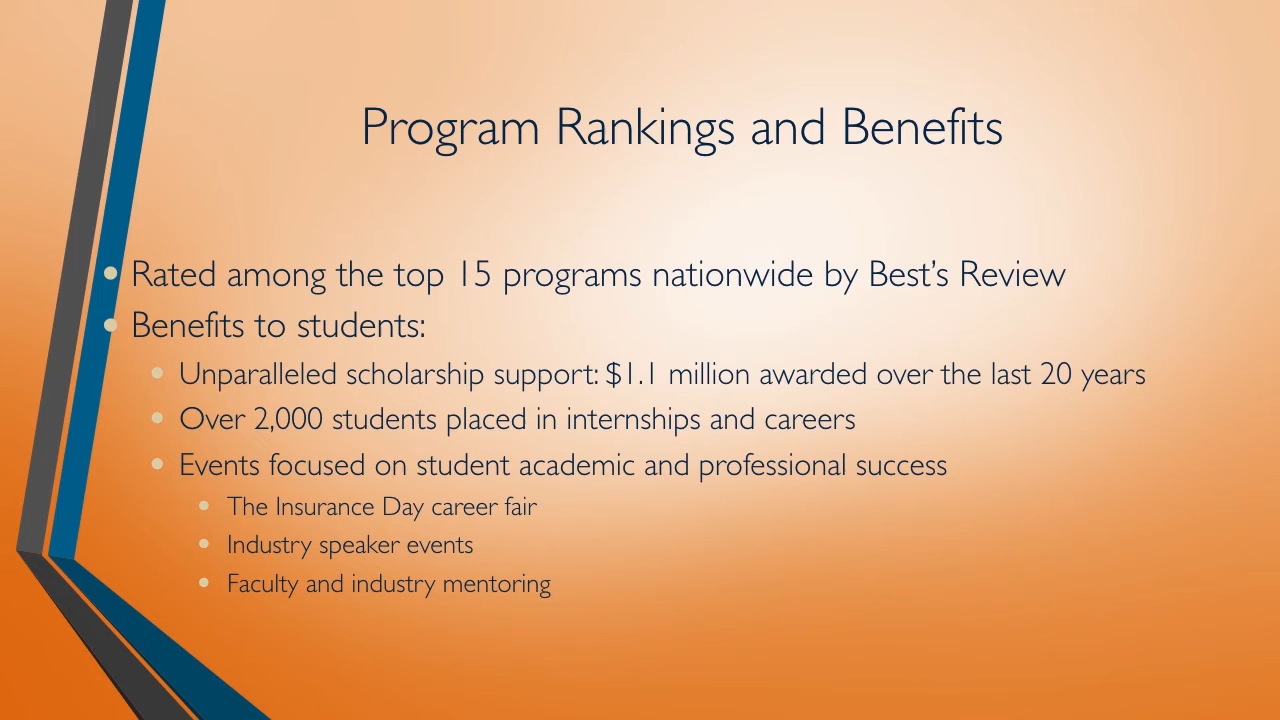 Program Rankings and Benefits
• Rated among the top 15 programs nationwide by Best’s Review
• Benefits to students:
• Unparalleled scholarship support: $1.1 million awarded over the last 20 years
• Over 2,000 students placed in internships and careers
• Events focused on student academic and professional success
• The Insurance Day career fair
• Industry speaker events
• Faculty and industry mentoring